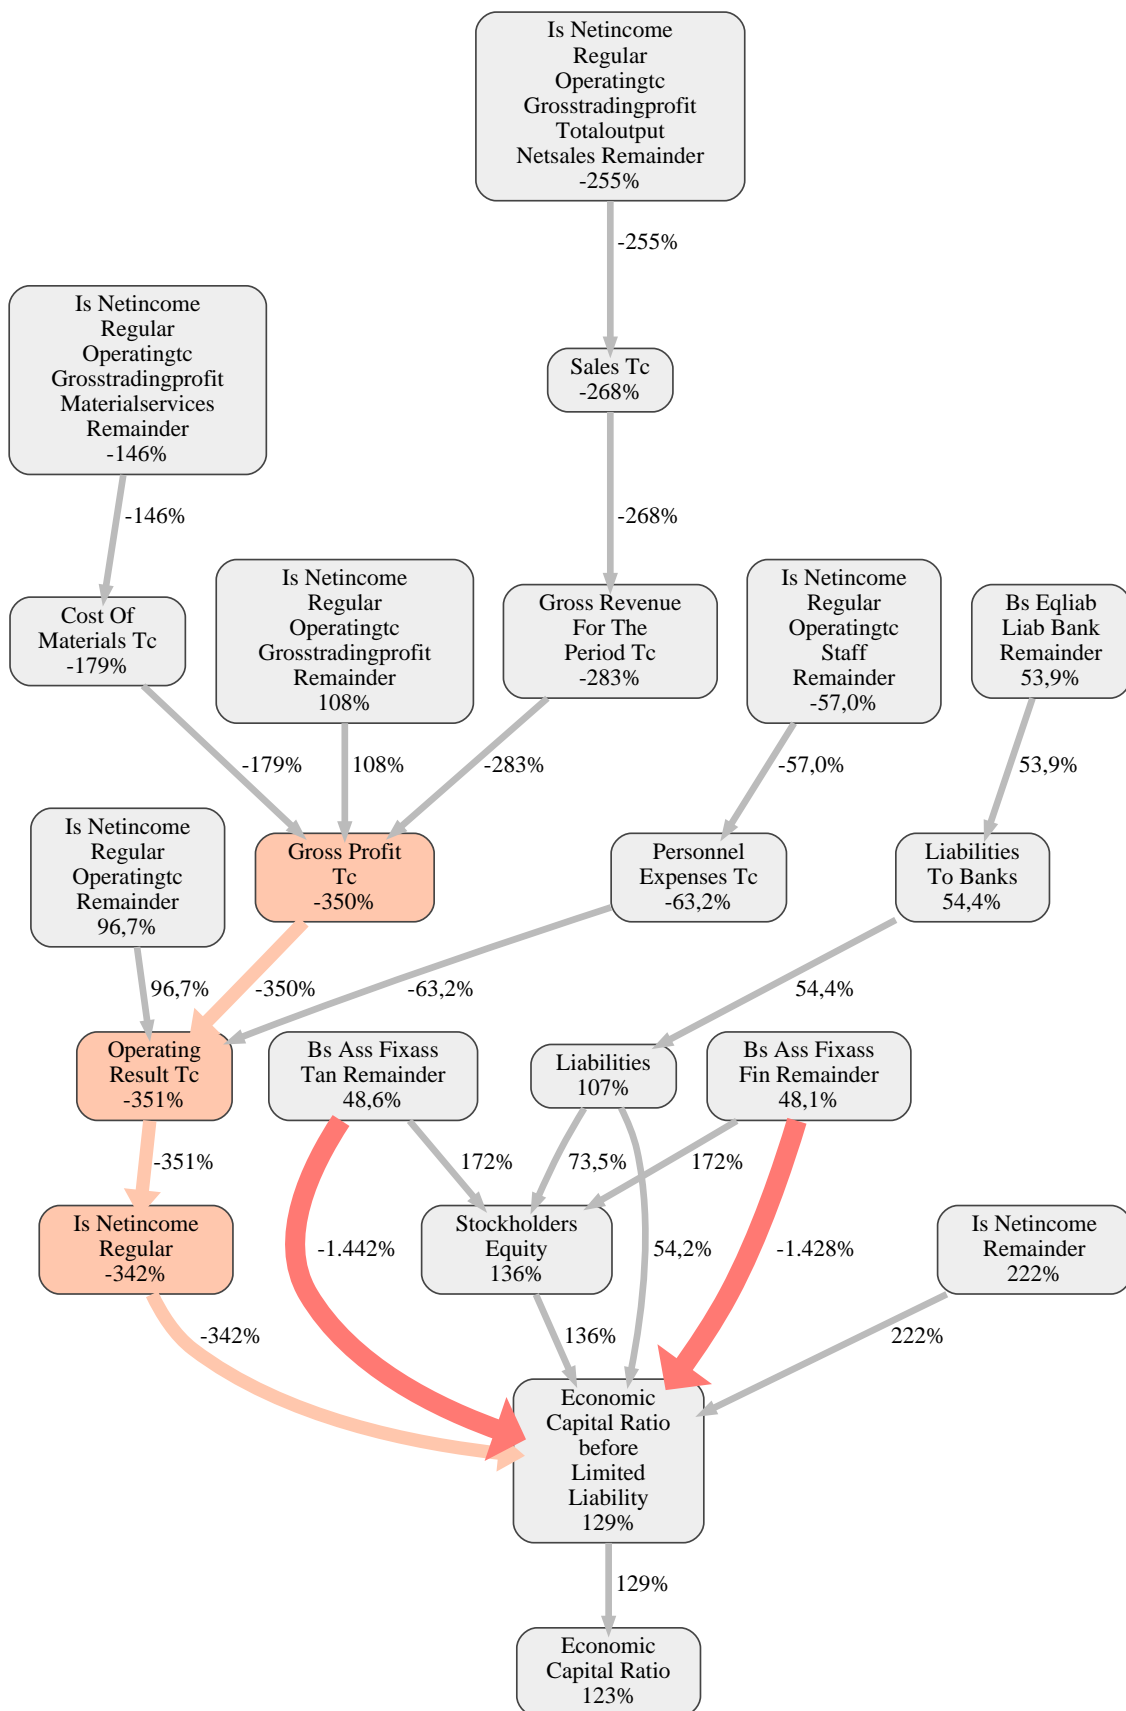 Is Netincome
Regular
Operatingtc
Grosstradingprofit
Totaloutput
Netsales Remainder
-255%
-255%
Is Netincome
Regular
Operatingtc
Grosstradingprofit
Materialservices
Remainder
-146%
Sales Tc
-268%
-146%
-268%
Cost Of
Materials Tc
-179%
Is Netincome
Regular
Operatingtc
Grosstradingprofit
Remainder
108%
Gross Revenue
For The
Period Tc
-283%
Is Netincome
Regular
Operatingtc
Staff
Remainder
-57,0%
Bs Eqliab
Liab Bank
Remainder
53,9%
-179%
108%
-283%
-57,0%
53,9%
Is Netincome
Regular
Operatingtc
Remainder
96,7%
Gross Profit
Tc
-350%
Personnel
Expenses Tc
-63,2%
Liabilities
To Banks
54,4%
96,7%
-350%
-63,2%
54,4%
Operating
Result Tc
-351%
Bs Ass Fixass
Tan Remainder
48,6%
Liabilities
107%
Bs Ass Fixass
Fin Remainder
48,1%
-351%
172%
73,5%
172%
Is Netincome
Regular
-342%
-1.442%
Stockholders
Equity
136%
54,2%
-1.428%
Is Netincome
Remainder
222%
-342%
136%
222%
Economic
Capital Ratio
before
Limited
Liability
129%
129%
Economic
Capital Ratio
123%